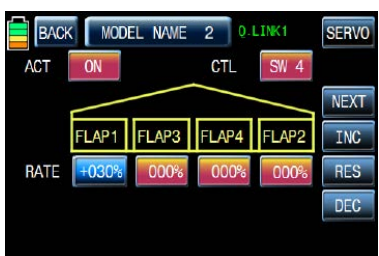 BACK MODEL NAME 2 Q.LINK1 SERVO
ACT ON CTL SW 4
NEXT
FLAP1 FLAP3 FLAP4 FLAP2 INC
RATE +030% 000% 000% 000% RES
DEC